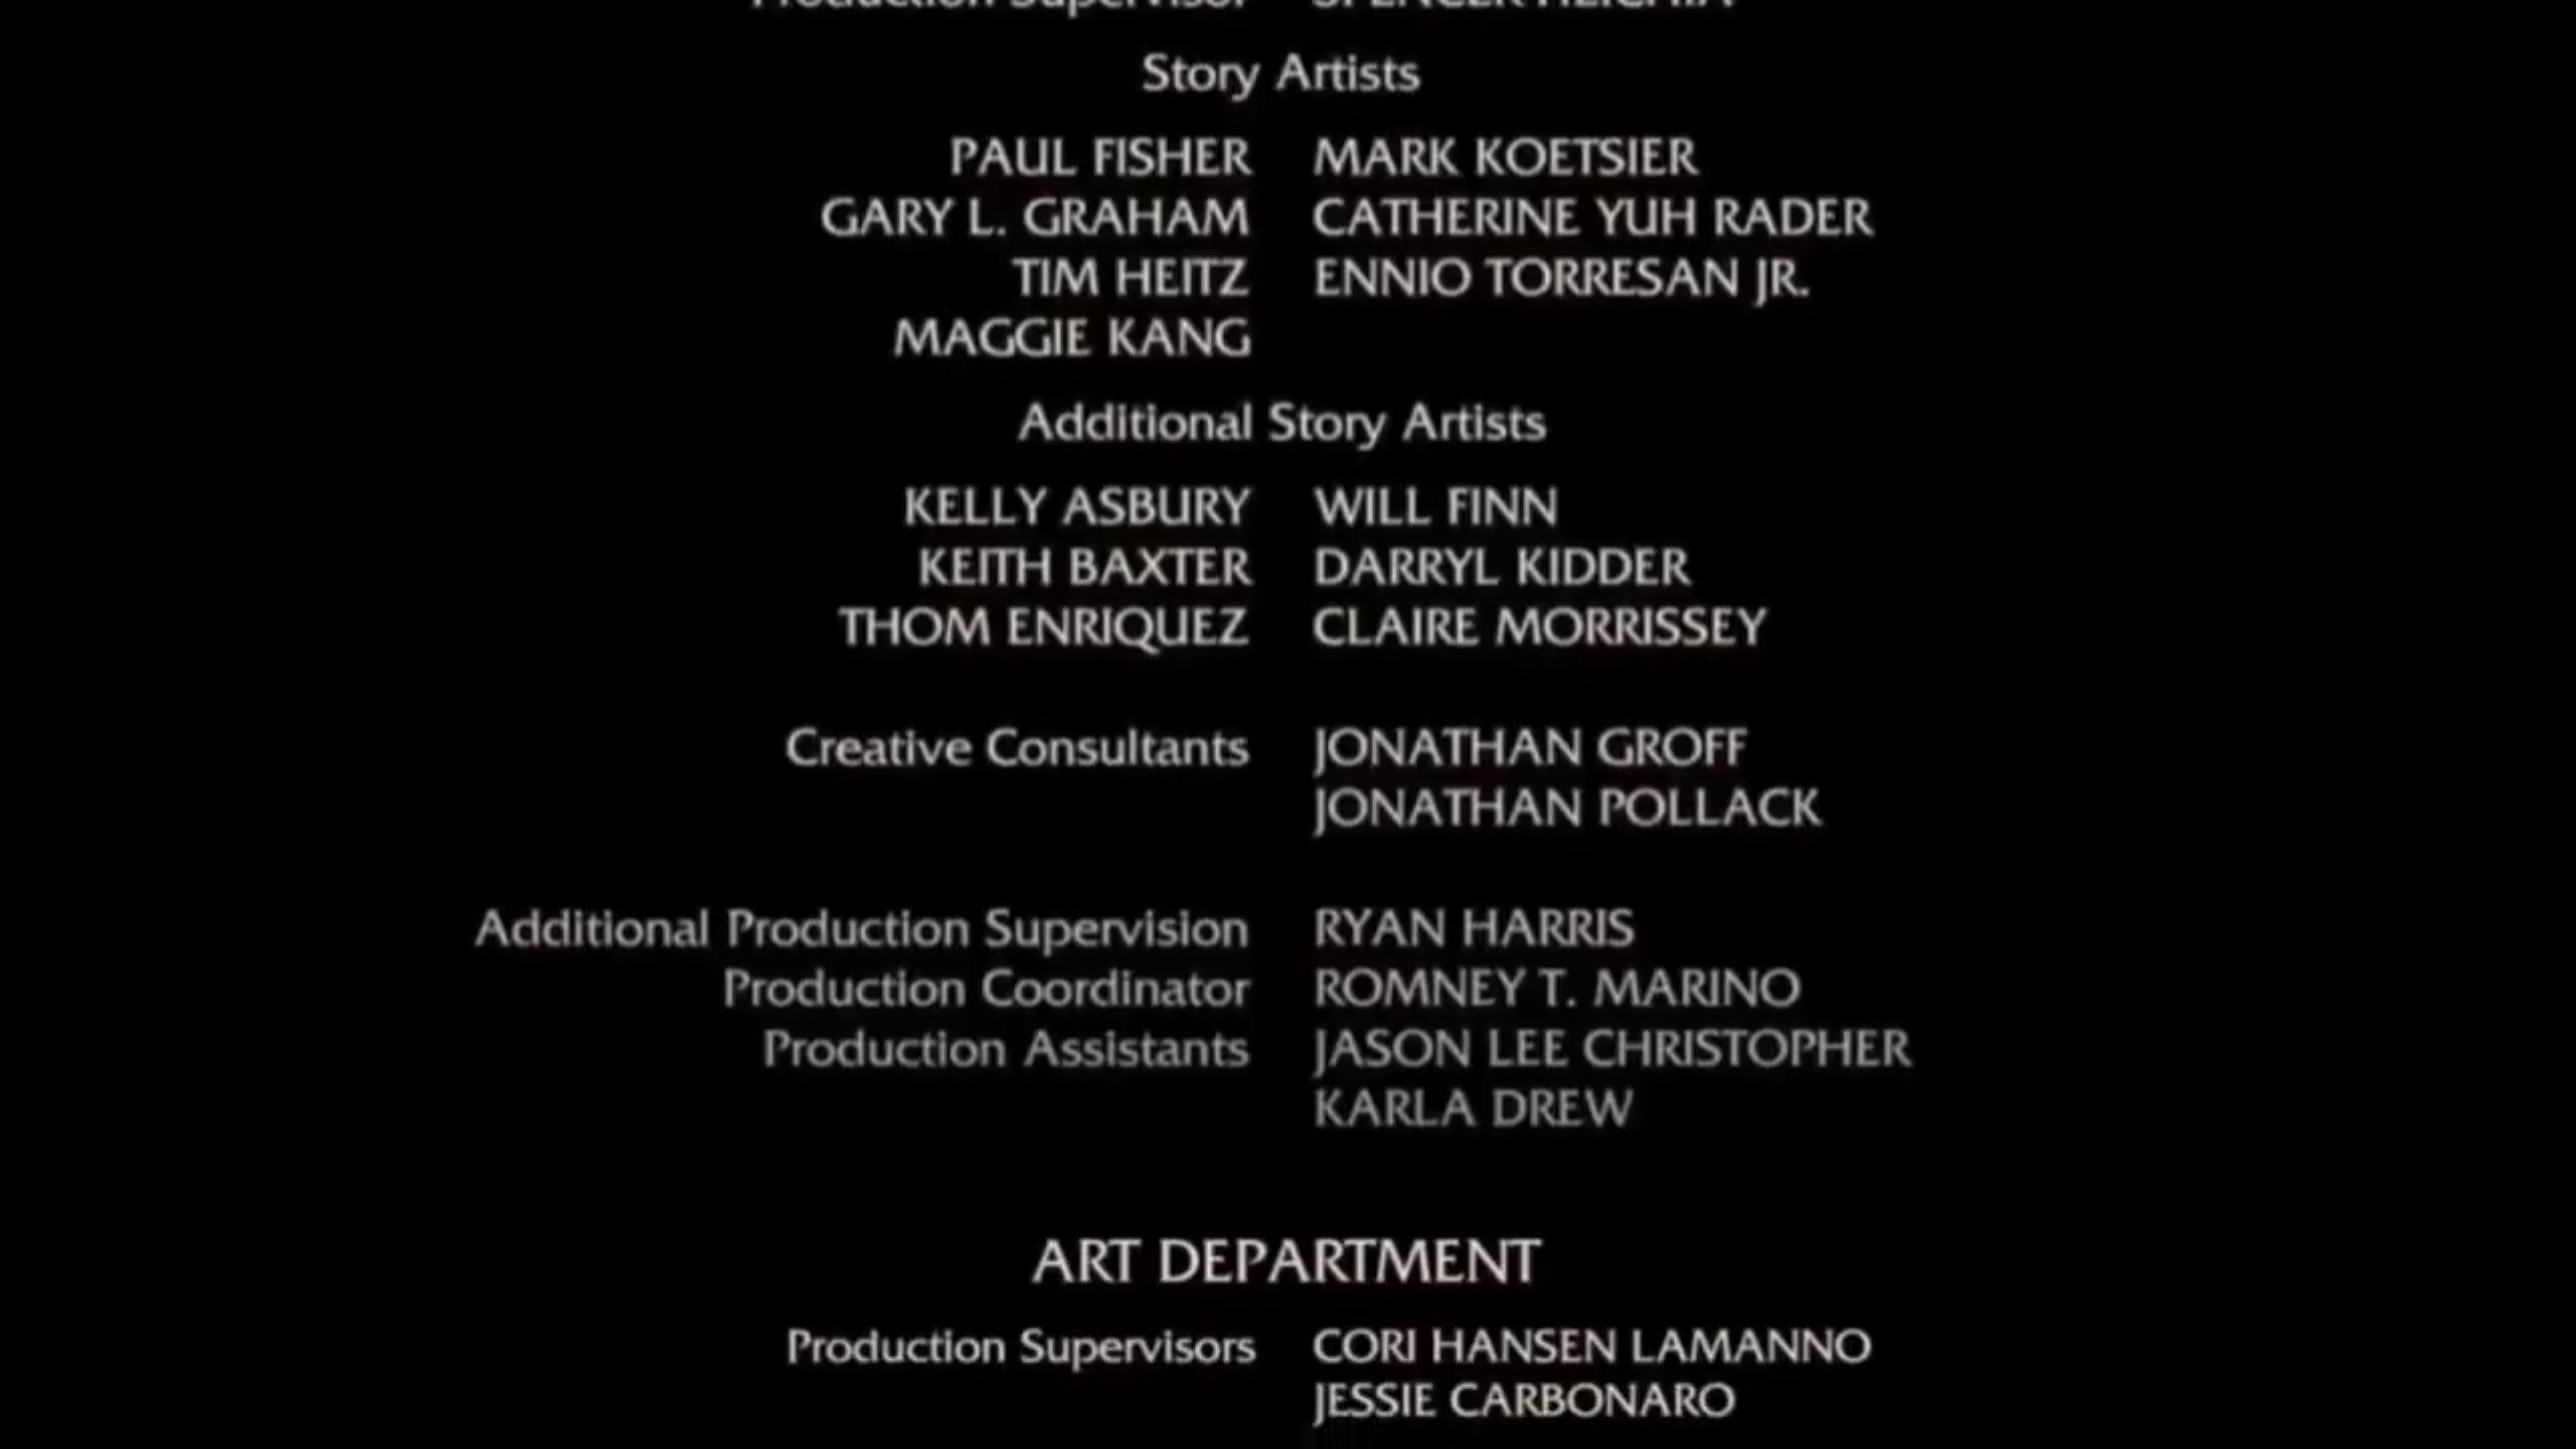 Production Supervisor
Story Artists
PAUL FISHER MARK KOETSIER
GARY L. GRAHAM CATHERINE YUH RADER
TIM HEITZ ENNIO TORRESAN JR.
MAGGIE KANG
Additional Story Artists
KELLY ASBURY WILL FINN
KEITH BAXTER DARRYL KIDDER
THOM ENRIQUEZ CLAIRE MORRISSEY
Creative Consultants JONATHAN GROFF
JONATHAN POLLACK
Additional Production Supervision RYAN HARRIS
Production Coordinator ROMNEY T. MARINO
Production Assistants JASON LEE CHRISTOPHER
KARLA DREW
ART DEPARTMENT
Production Supervisors CORI HANSEN LAMANNO
JESSIE CARBONARO